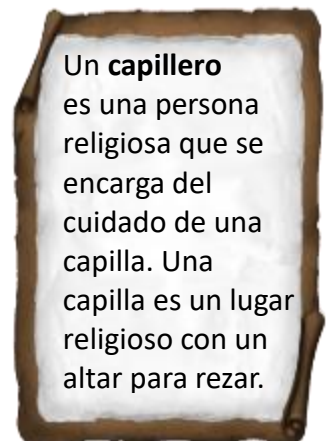 Un capillero
es una persona
religiosa que se
encarga del
cuidado de una
capilla. Una
capilla es un lugar
religioso con un
altar para rezar.